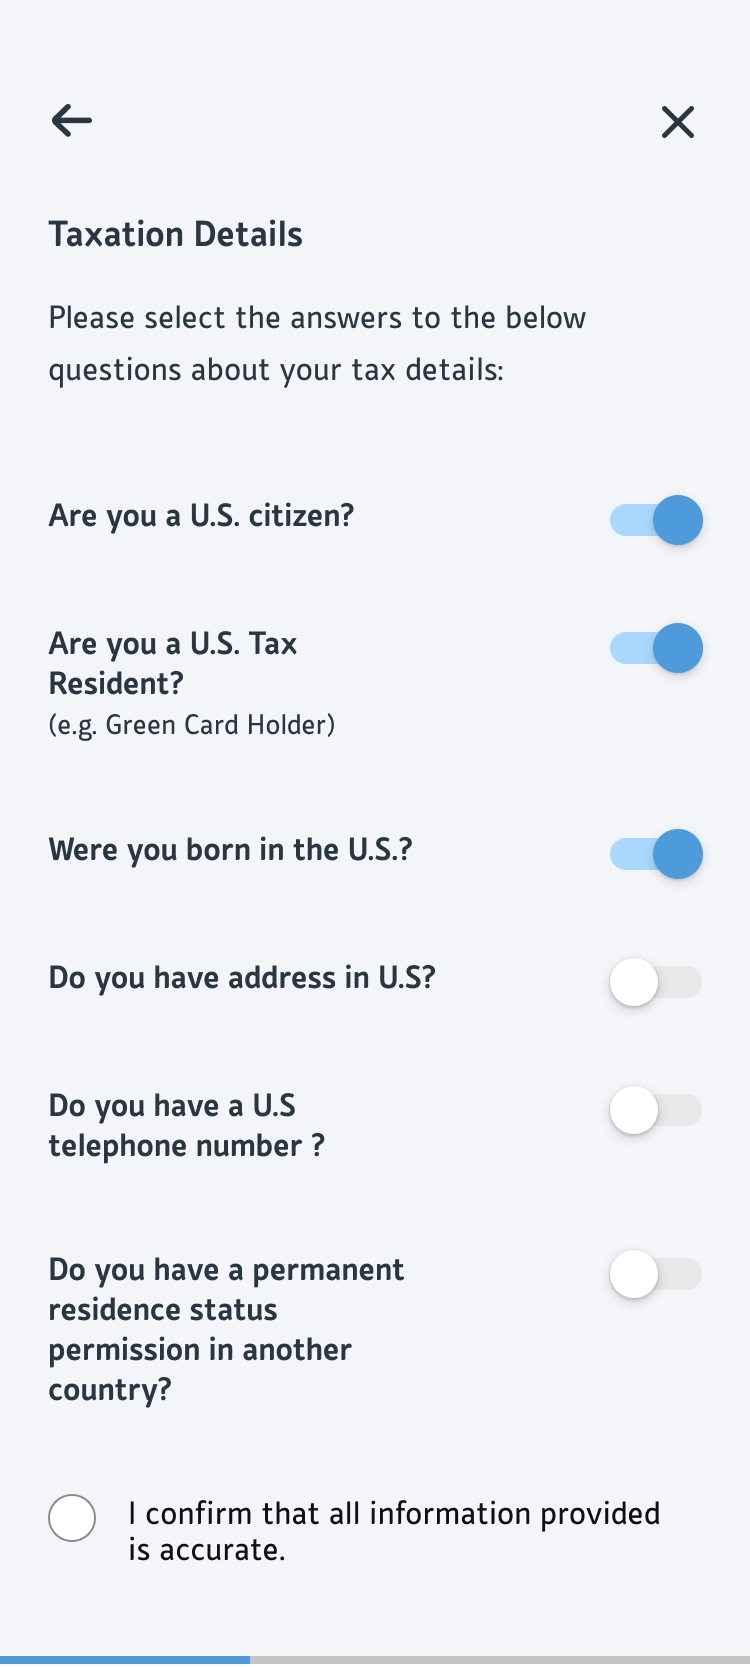 Taxation Details
Please select the answers to the below
questions about your tax details:
Are you a U.S. citizen?
Are you a U.S. Tax
Resident?
(e.g. Green Card Holder)
Were you born in the U.S.?
Do you have address in U.S?
Do you have a U.S
telephone number ?
Do you have a permanent
residence status
permission in another
country?
I confirm that all information provided
is accurate.